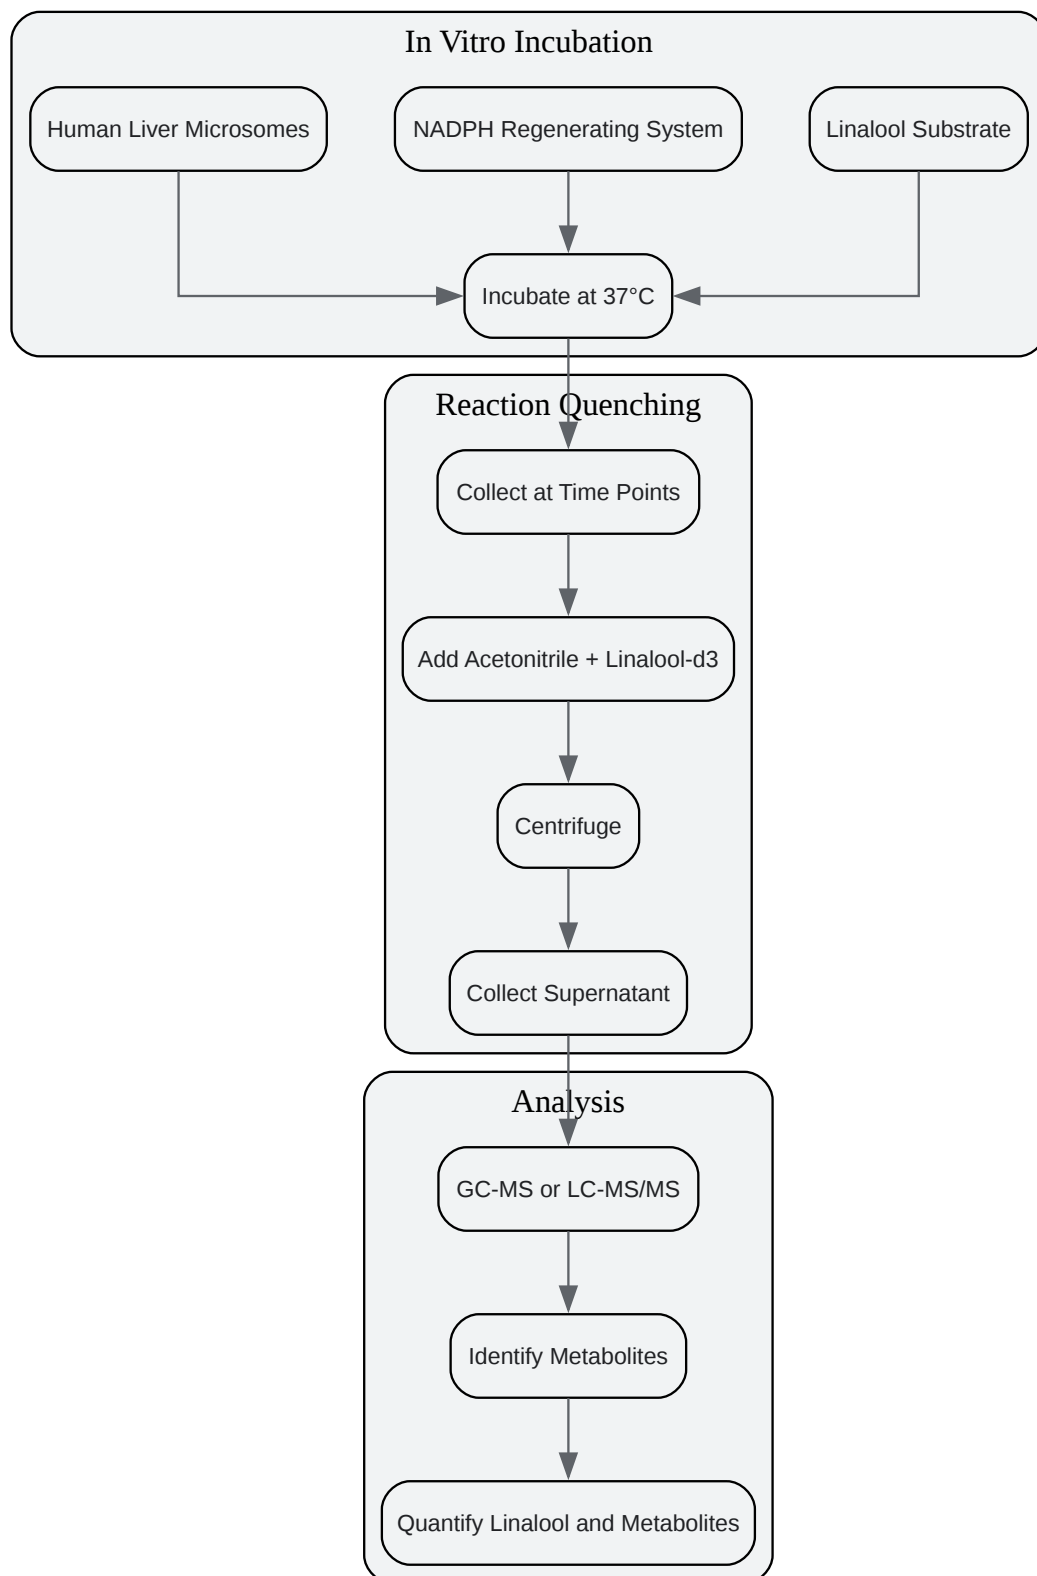 In Vitro Incubation
Human Liver Microsomes
NADPH Regenerating System
Linalool Substrate
Incubate at 37°C
Reaction Quenching
Collect at Time Points
Add Acetonitrile + Linalool-d3
Centrifuge
Collect Supernatant
Analysis
GC-MS or LC-MS/MS
Identify Metabolites
Quantify Linalool and Metabolites